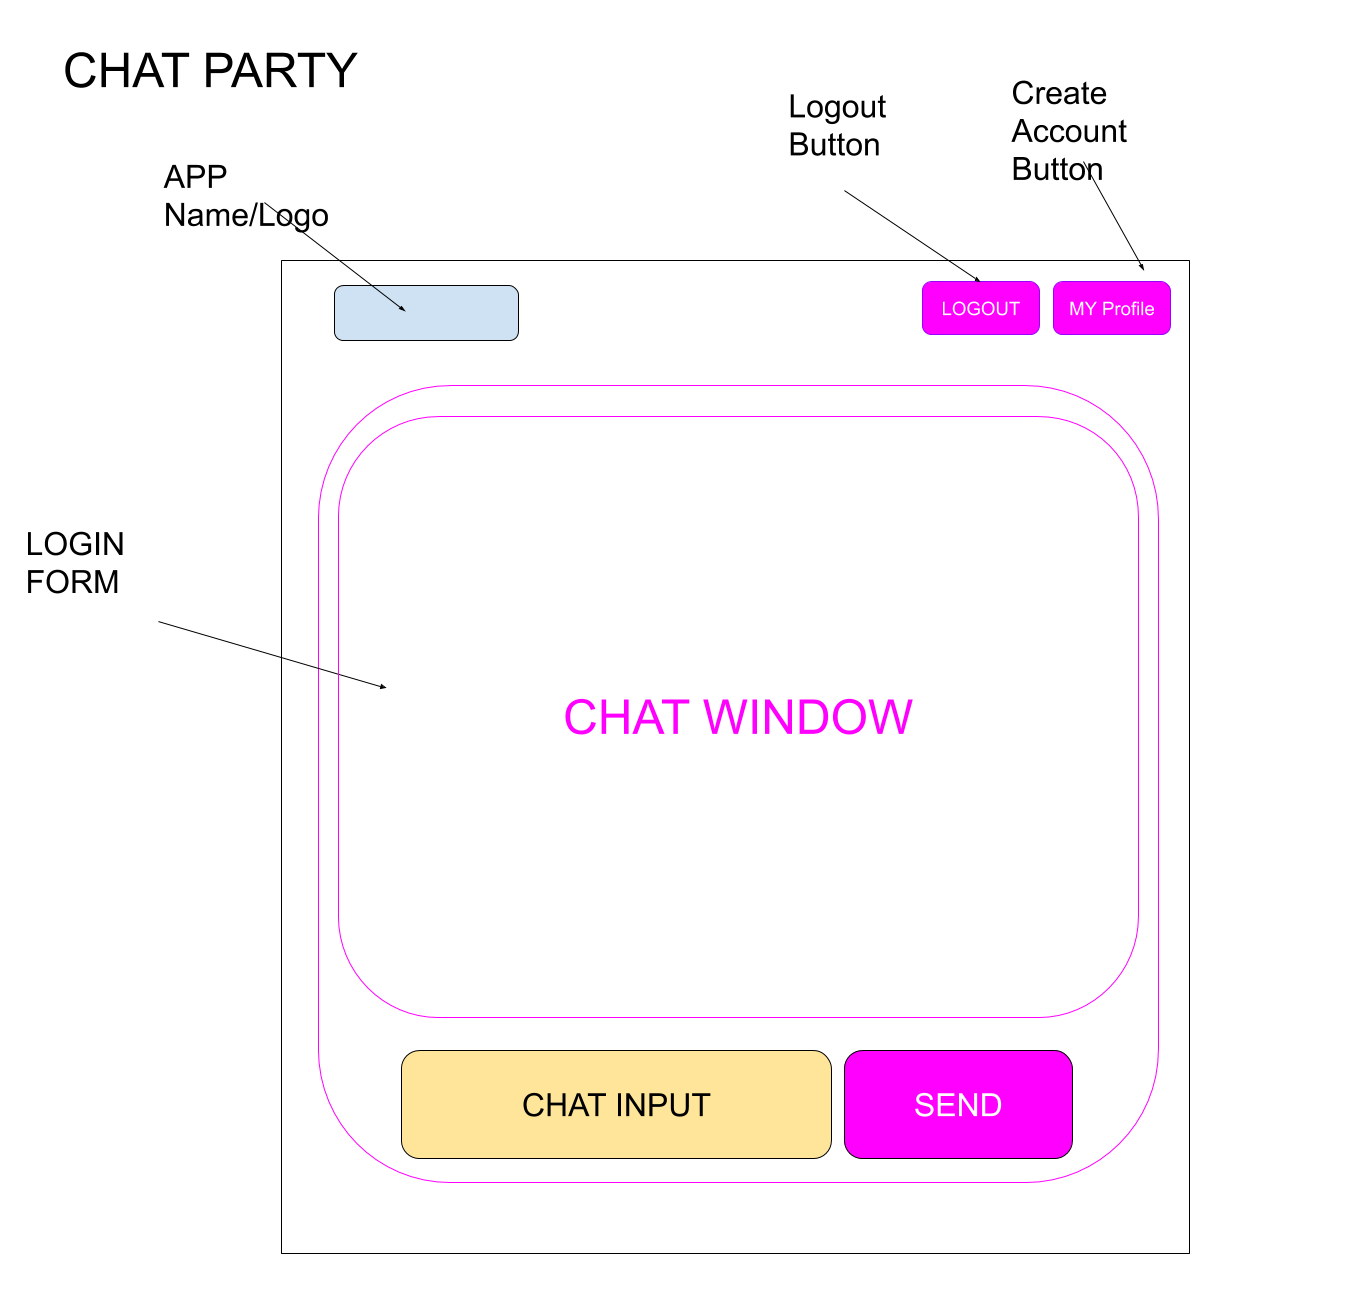 CHAT PARTY
Logout
Button
Create
Account
Button
APP
Name/Logo
LOGOUT
MY Profile
LOGIN
FORM
CHAT WINDOW
CHAT INPUT
SEND